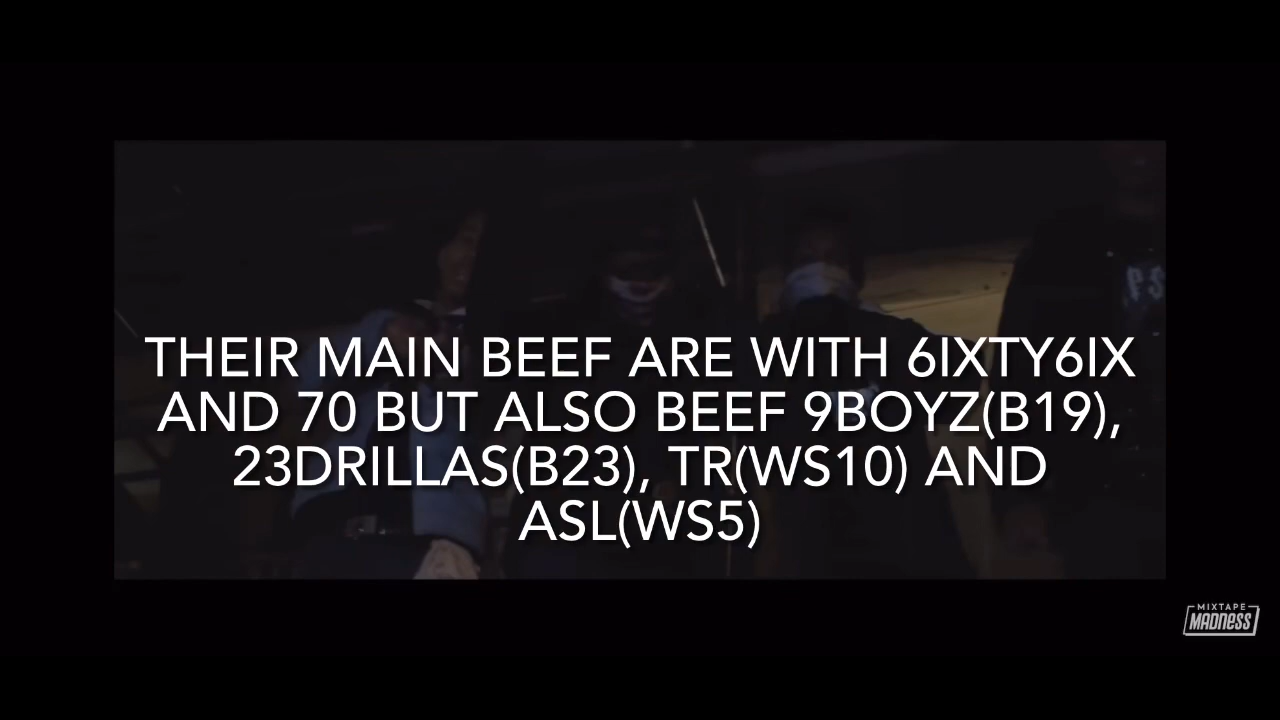 THEIR MAIN BEEF ARE WITH 6IXTY6IX
AND 70 BUT ALSO BEEF 9BOYZ(B19),
23DRILLAS(B23), TR(WS10) AND
ASL(WS5)
PS
MIXTAPE
MADNESS